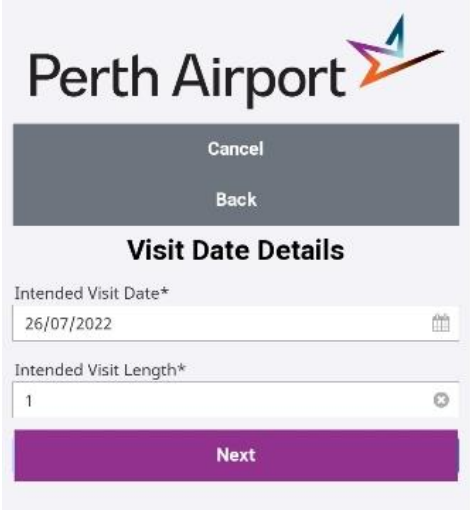 Perth Airport
Cancel
Back
Visit Date Details
Intended Visit Date*
26/07/2022
Intended Visit Length*
1
Next